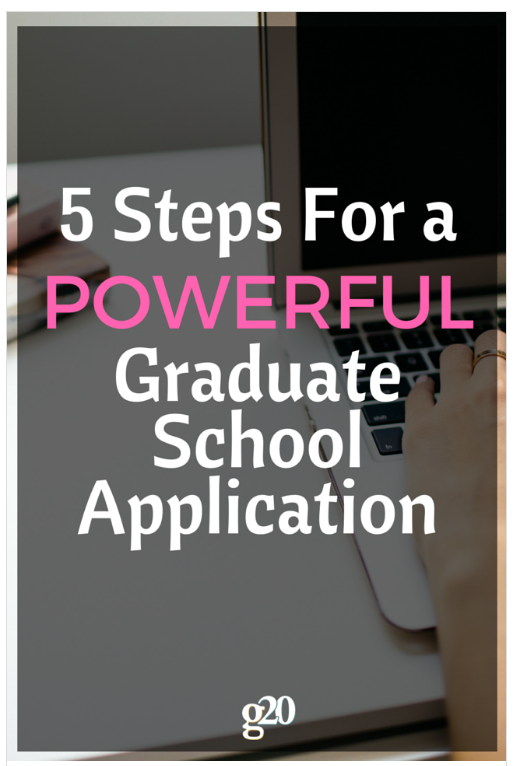 5 Steps For a
POWERFUL
Graduate
School
Application
g20